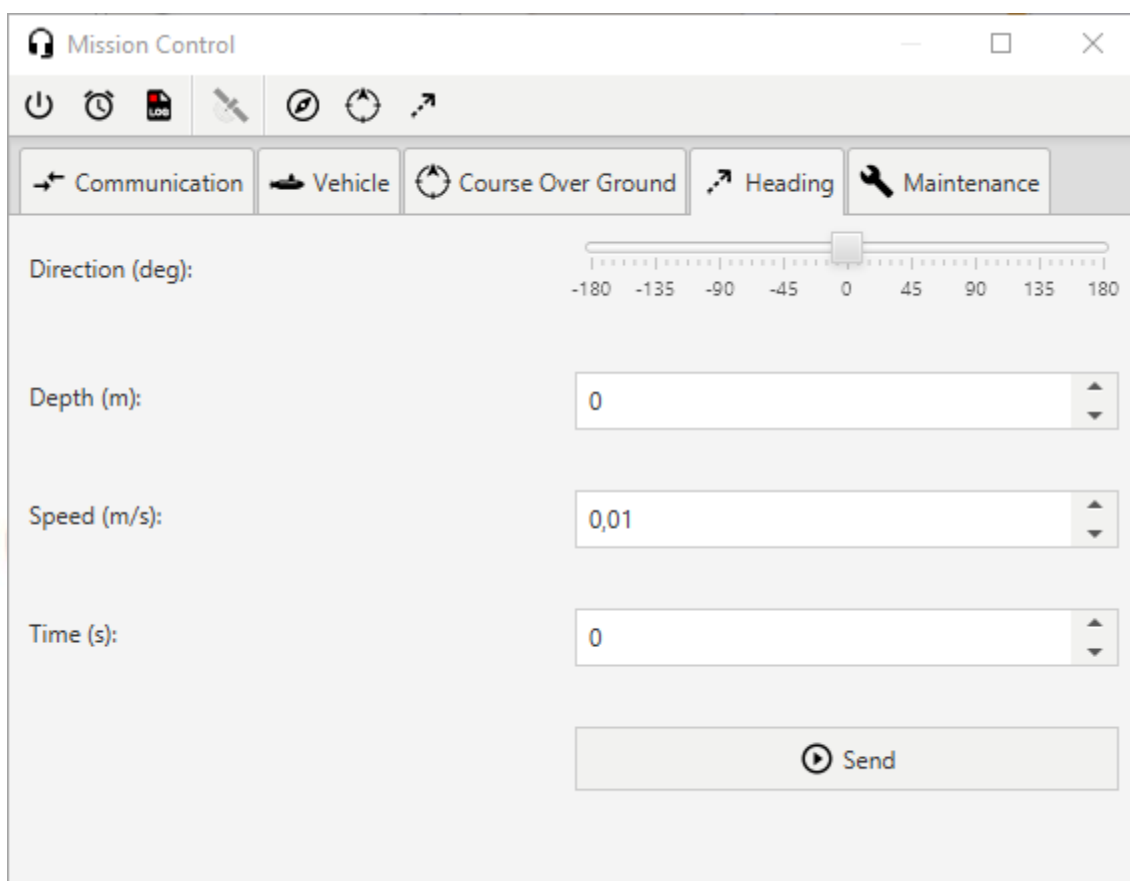 Mission Control
LOG
Communication Vehicle Course Over Ground Heading Maintenance
Direction (deg):
-180 -135 -90 -45 0 45 90 135 180
Depth (m):
0
Speed (m/s):
0,01
Time (s):
0
Send